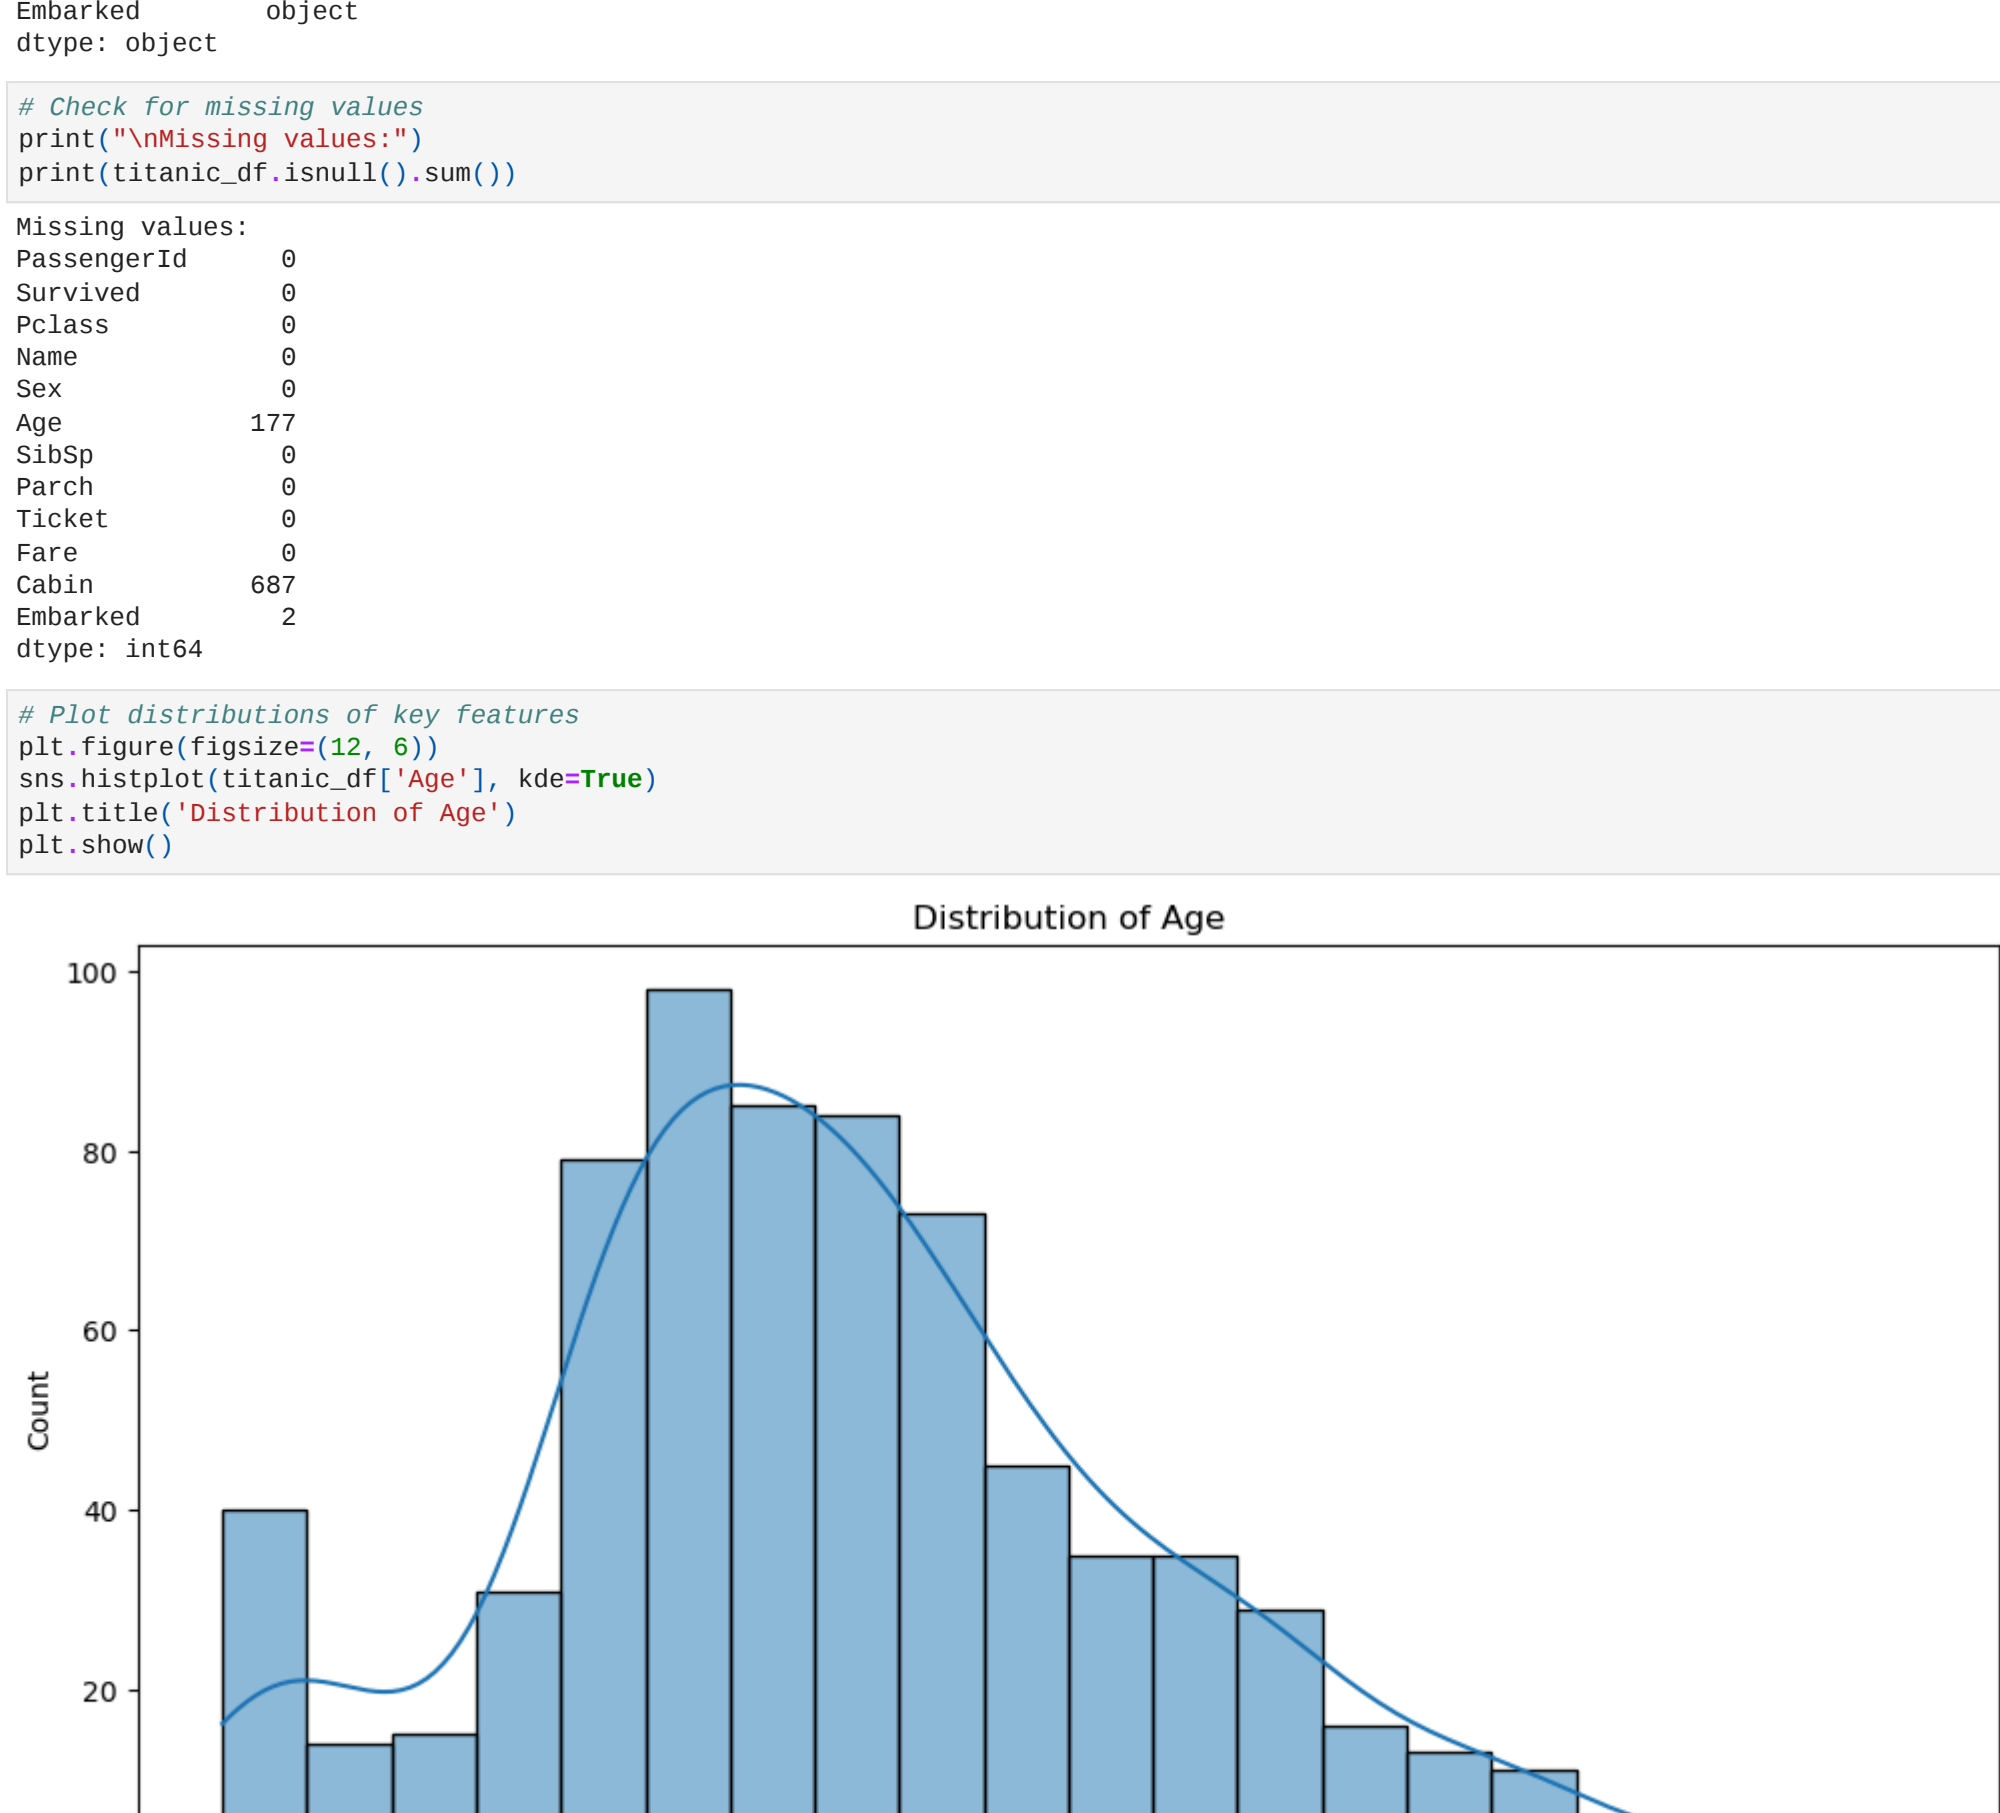 Embarked        object
dtype: object
# Check for missing values
print("\nMissing values:")
print(titanic_df.isnull().sum())
Missing values:
PassengerId      0
Survived         0
Pclass           0
Name             0
Sex              0
Age            177
SibSp            0
Parch            0
Ticket           0
Fare             0
Cabin          687
Embarked         2
dtype: int64
# Plot distributions of key features
plt.figure(figsize=(12, 6))
sns.histplot(titanic_df['Age'], kde=True)
plt.title('Distribution of Age')
plt.show()
Distribution of Age
100
80
60
Count
40
20